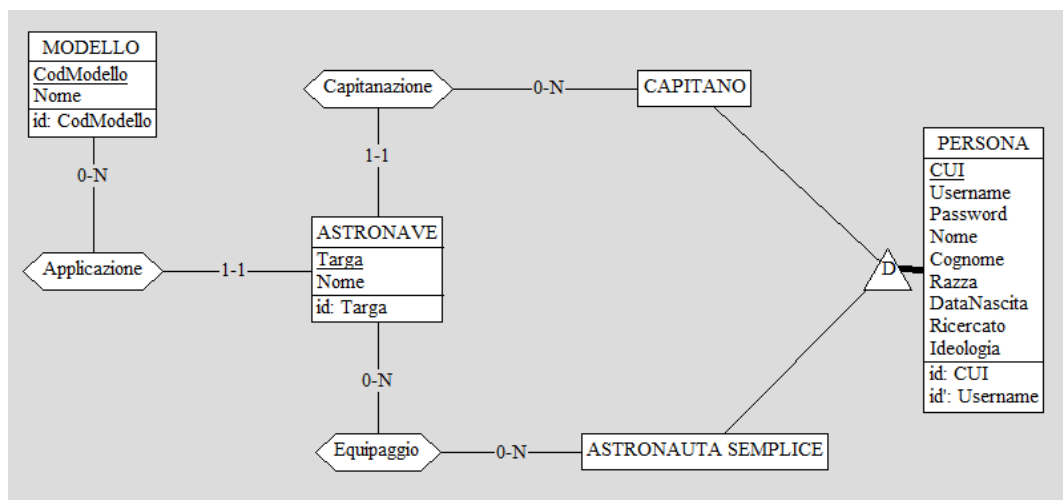 MODELLO
CodModello
Nome
id: CodModello
0-N
Applicazione
1-1
Capitanazione
0-N
CAPITANO
1-1
ASTRONAVE
Targa
Nome
id: Targa
0-N
Equipaggio
0-N
ASTRONAUTA SEMPLICE
D
PERSONA
CUI
Username
Password
Nome
Cognome
Razza
DataNascita
Ricercato
Ideologia
id: CUI
id': Username